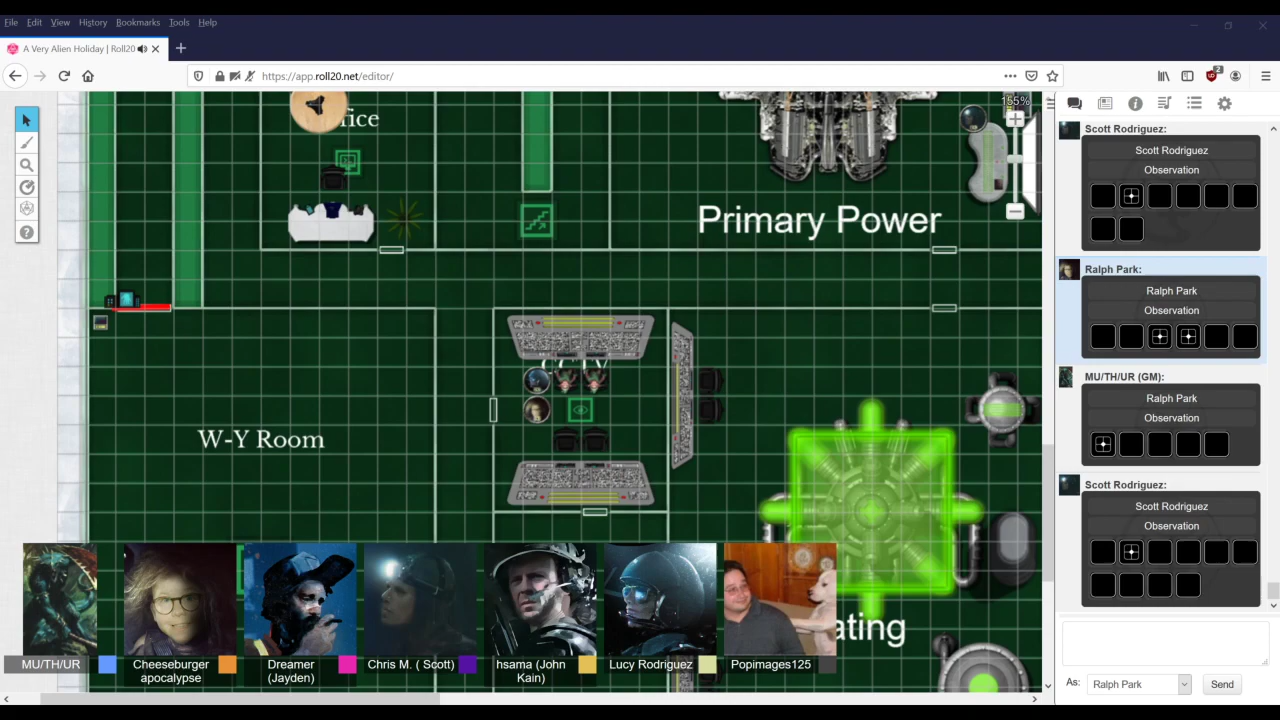 File Edit View History Bookmarks Tools Help
A Very Alien Holiday | Roll20
https://app.roll20.net/editor/
2
155%
fice
Primary Power
W-Y Room
ating
MU/TH/UR
Cheeseburger
apocalypse
Dreamer
(Jayden)
Chris M. ( Scott)
hsama (John
Kain)
Lucy Rodriguez
Popimages125
Scott Rodriguez:
Scott Rodriguez
Observation
Ralph Park:
Ralph Park
Observation
MU/TH/UR (GM):
Ralph Park
Observation
Scott Rodriguez:
Scott Rodriguez
Observation
As:
Ralph Park
Send